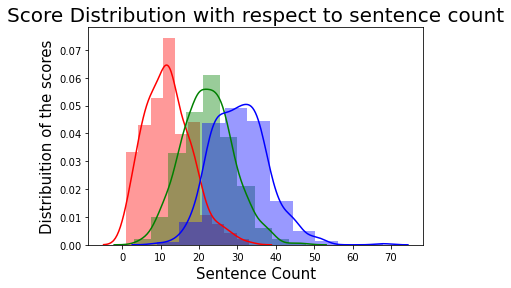 Score Distribution with respect to sentence count
Distribuition of the scores
0.07
0.06
0.05
0.04
0.03
0.02
0.01
0.00
0 10 20 30 40 50 60 70
Sentence Count